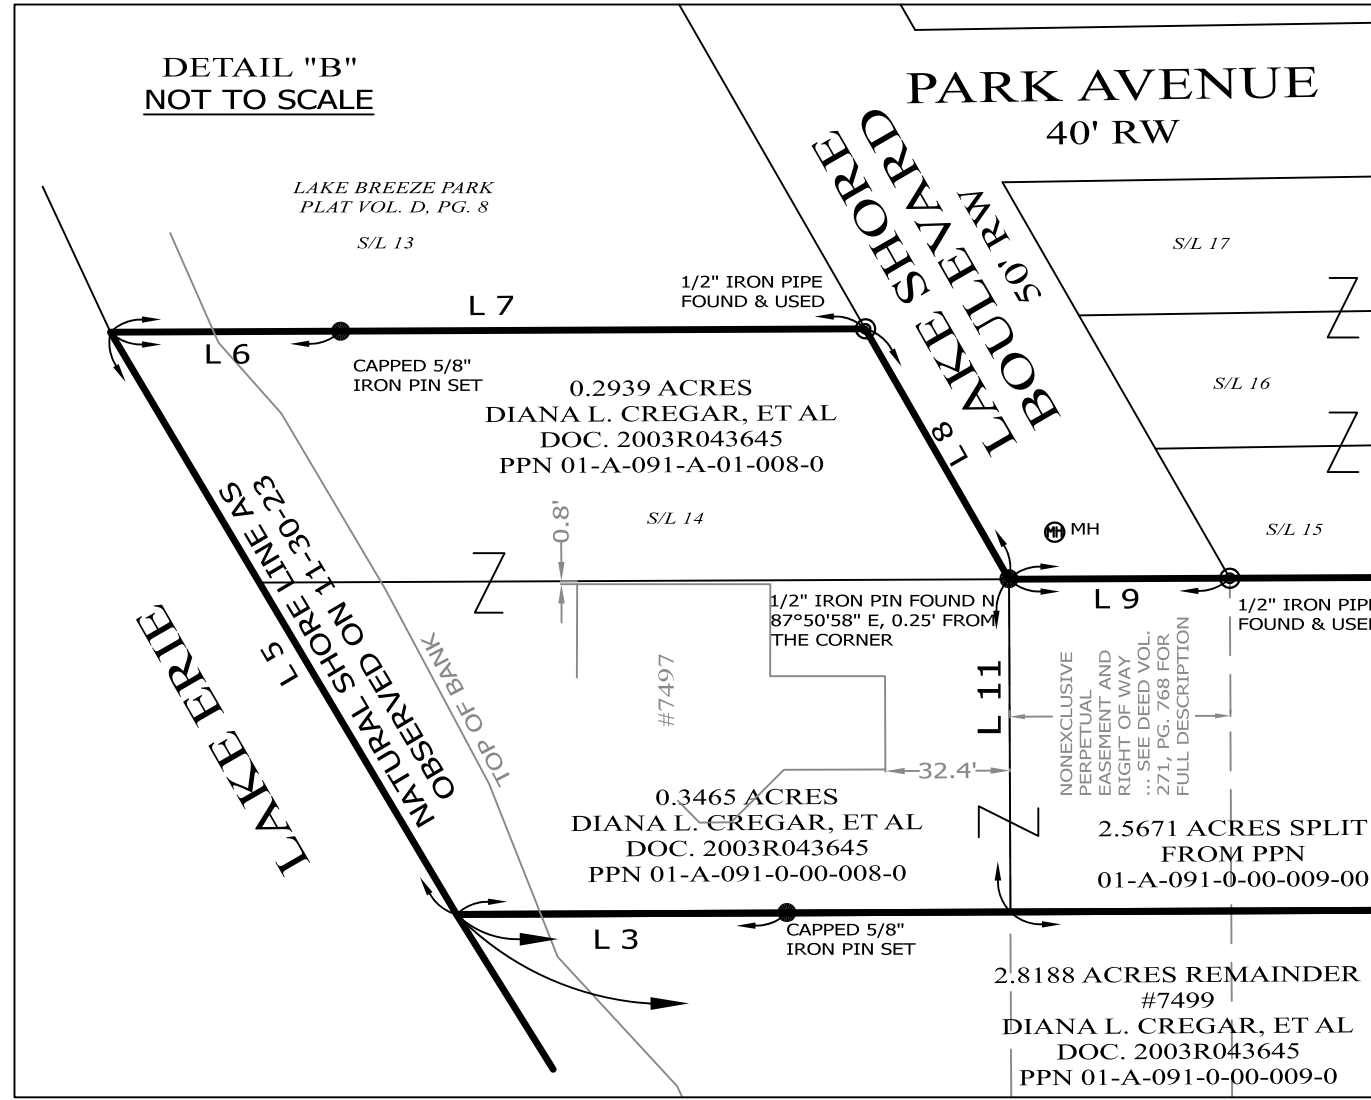 DETAIL "B"
NOT TO SCALE
PARK AVENUE
40' RW
LAKE SHORE
BOULEVARD
50' RW
LAKE BREEZE PARK
PLAT VOL. D, PG. 8
S/L 13
S/L 17
1/2" IRON PIPE
FOUND & USED
L 7
L 6
CAPPED 5/8"
IRON PIN SET
0.2939 ACRES
DIANA L. CREGAR, ET AL
DOC. 2003R043645
PPN 01-A-091-A-01-008-0
S/L 16
L 8
S/L 14
0.8'
MH
MH
S/L 15
NATURAL SHORE LINE AS
OBSERVED ON 11-30-23
L 5
LAKE ERIE
TOP OF BANK
1/2" IRON PIN FOUND N
87°50'58" E, 0.25' FROM
THE CORNER
L 9
1/2" IRON PIPE
FOUND & USED
#7497
L 11
NONEXCLUSIVE
PERPETUAL
EASEMENT AND
RIGHT OF WAY
...SEE DEED VOL.
271, PG. 768 FOR
FULL DESCRIPTION
32.4'
0.3465 ACRES
DIANA L. CREGAR, ET AL
DOC. 2003R043645
PPN 01-A-091-0-00-008-0
2.5671 ACRES SPLIT
FROM PPN
01-A-091-0-00-009-00
L 3
CAPPED 5/8"
IRON PIN SET
2.8188 ACRES REMAINDER
#7499
DIANA L. CREGAR, ET AL
DOC. 2003R043645
PPN 01-A-091-0-00-009-0